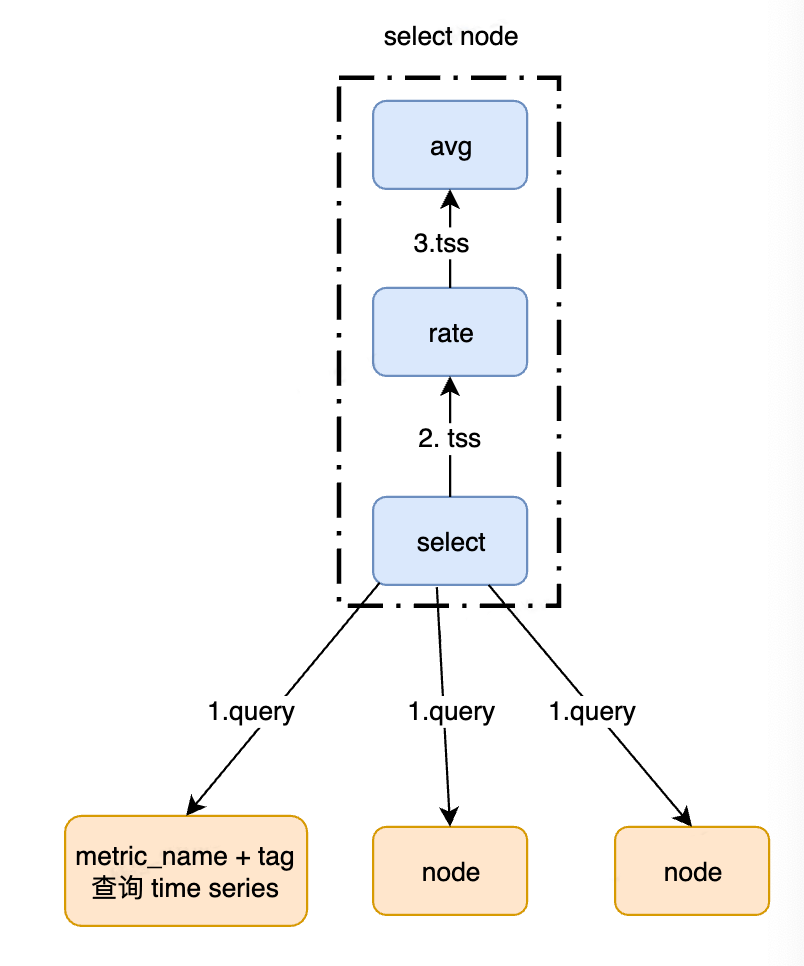 select node
avg
3.tss
rate
2. tss
select
1.query
1.query
1.query
metric_name + tag
查询 time series
node
node